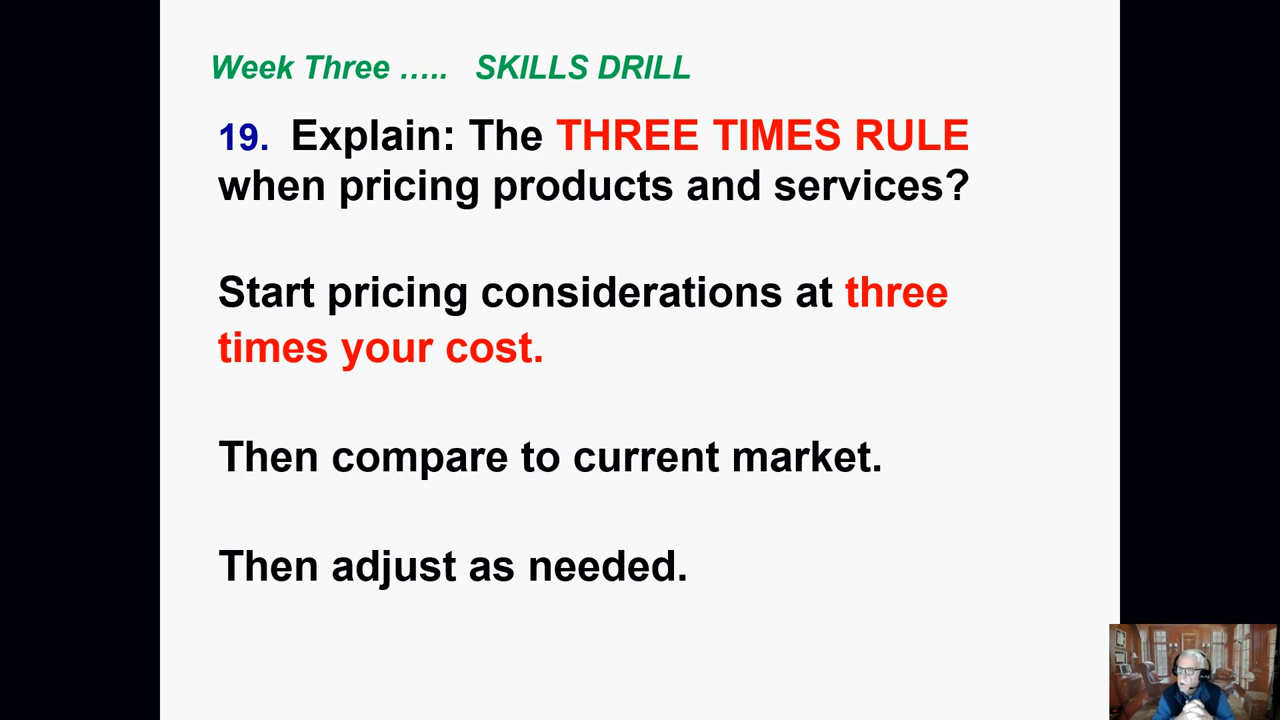 Week Three ..... SKILLS DRILL
19. Explain: The THREE TIMES RULE
when pricing products and services?
Start pricing considerations at three
times your cost.
Then compare to current market.
Then adjust as needed.